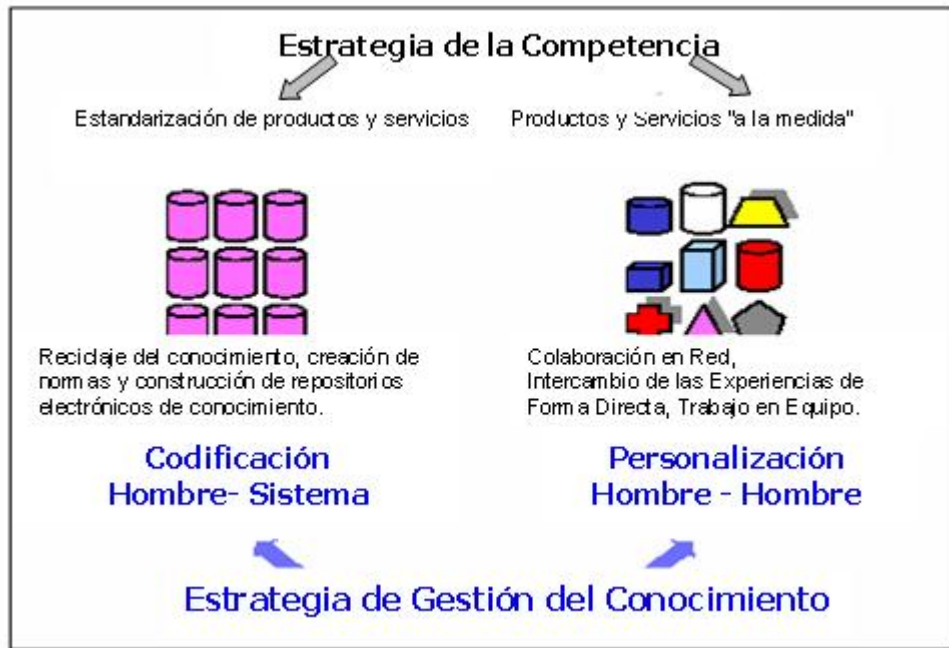 Estrategia de la Competencia
Estandarización de productos y servicios
Productos y Servicios "a la medida"
Reciclaje del conocimiento, creación de
normas y construcción de repositorios
electrónicos de conocimiento.
Colaboración en Red,
Intercambio de las Experiencias de
Forma Directa, Trabajo en Equipo.
Codificación
Hombre- Sistema
Personalización
Hombre - Hombre
Estrategia de Gestión del Conocimiento